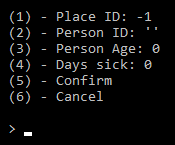 (1) - Place ID: -1
(2) - Person ID: ''
(3) - Person Age: 0
(4) - Days sick: 0
(5) - Confirm
(6) - Cancel
> _